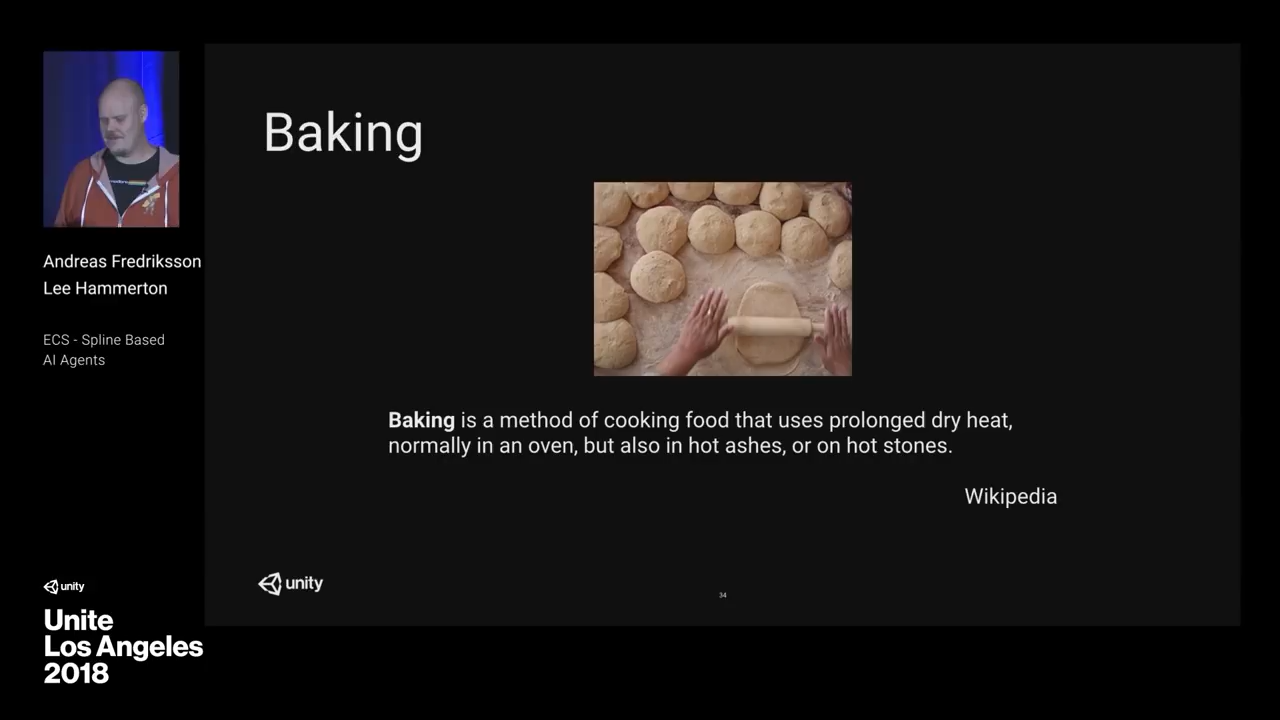 Baking
Andreas Fredriksson
Lee Hammerton
ECS - Spline Based
AI Agents
Baking is a method of cooking food that uses prolonged dry heat,
normally in an oven, but also in hot ashes, or on hot stones.
Wikipedia
unity
34
unity
Unite
Los Angeles
2018